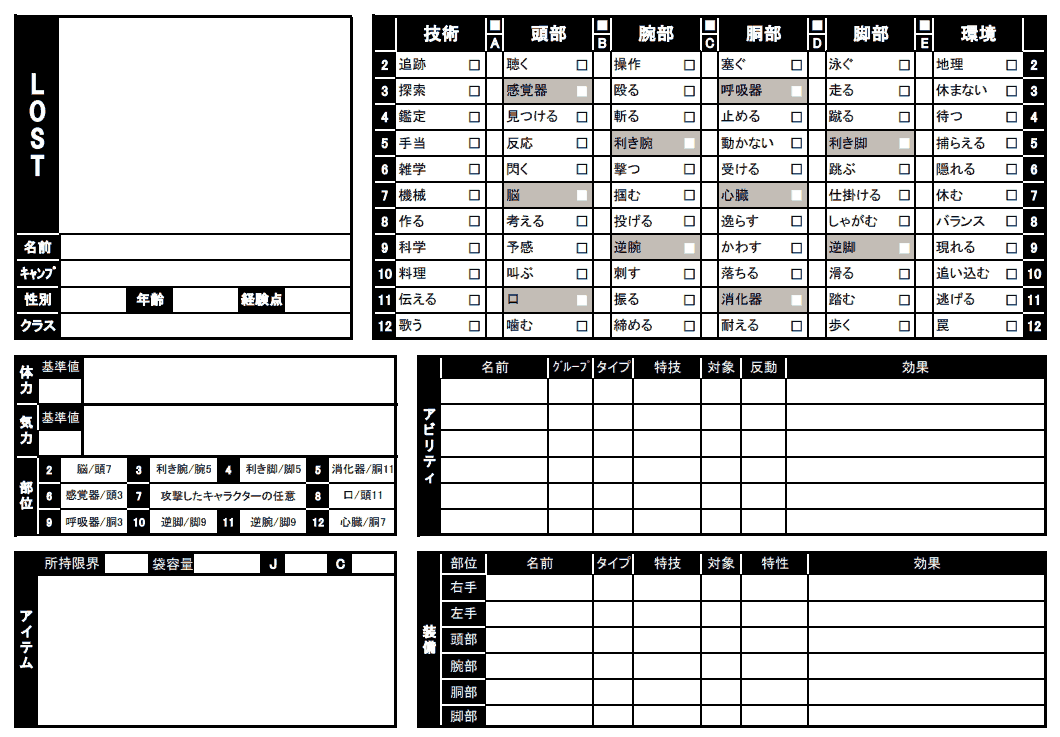 LOST
名前
キャンプ
性別 年齢 経験点
クラス
技術 A 頭部 B 腕部 C 胴部 D 脚部 E 環境
2 追跡 聴く 操作 塞ぐ 泳ぐ 地理 2
3 探索 感覚器 殴る 呼吸器 走る 休まない 3
4 鑑定 見つける 斬る 止める 蹴る 待つ 4
5 手当 反応 利き腕 動かない 利き脚 捕らえる 5
6 雑学 閃く 撃つ 受ける 跳ぶ 隠れる 6
7 機械 脳 掴む 心臓 仕掛ける 休む 7
8 作る 考える 投げる 逸らす しゃがむ バランス 8
9 科学 予感 逆腕 かわす 逆脚 現れる 9
10 料理 叫ぶ 刺す 落ちる 滑る 追い込む 10
11 伝える 口 振る 消化器 踏む 逃げる 11
12 歌う 噛む 締める 耐える 歩く 罠 12
体力 基準値
気力 基準値
部位
2 脳/頭7 3 利き腕/腕5 4 利き脚/脚5 5 消化器/胴11
6 感覚器/頭3 7 攻撃したキャラクターの任意 8 口/頭11
9 呼吸器/胴3 10 逆脚/脚9 11 逆腕/脚9 12 心臓/胴7
アビリティ
名前 グループ タイプ 特技 対象 反動 効果
アイテム
所持限界 袋容量 J C
装備
部位 名前 タイプ 特技 対象 特性 効果
右手
左手
頭部
腕部
胴部
脚部